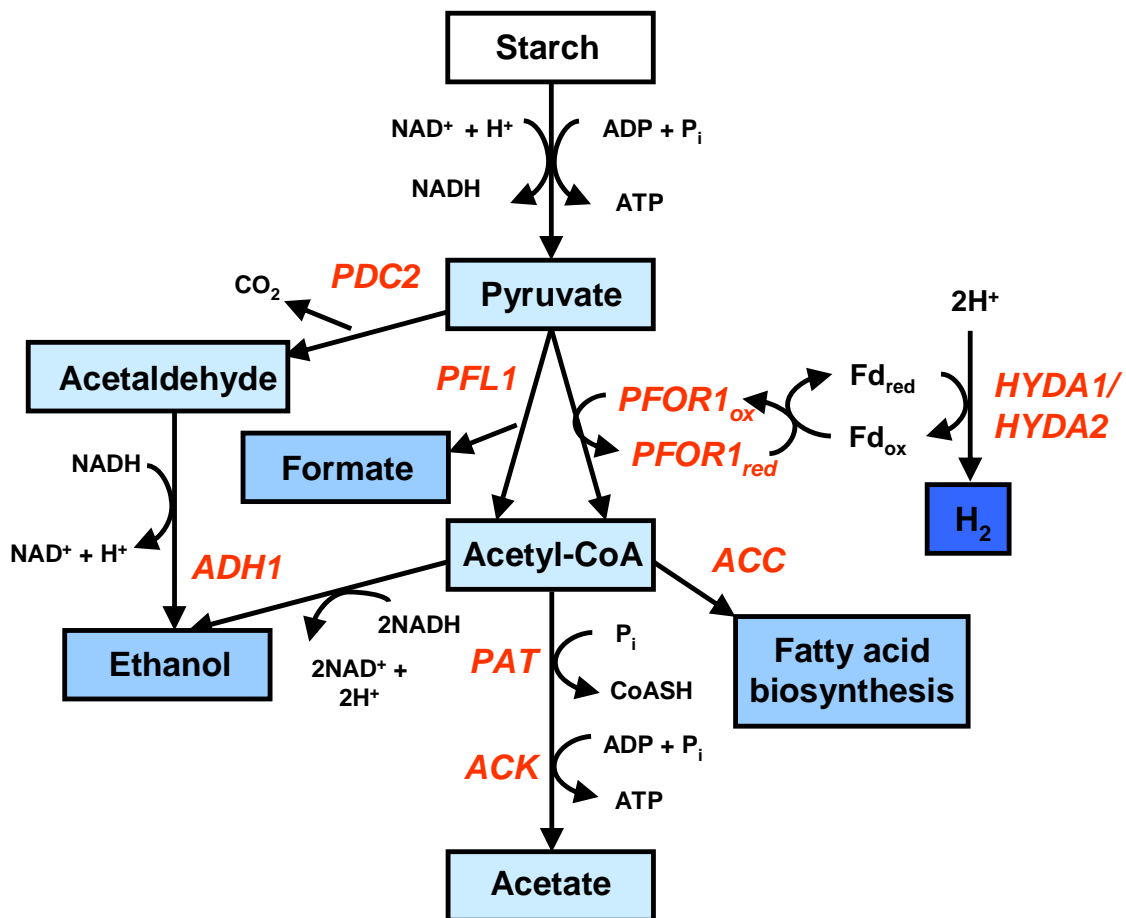 Starch
NAD⁺ + H⁺
ADP + Pᵢ
NADH
ATP
PDC2
CO₂
Pyruvate
2H⁺
Acetaldehyde
PFL1
PFOR1ₒₓ
Fd_red
HYDA1/
HYDA2
NADH
Formate
PFOR1_red
Fdₒₓ
H₂
NAD⁺ + H⁺
ADH1
Acetyl-CoA
ACC
2NADH
Ethanol
2NAD⁺ +
2H⁺
PAT
Pᵢ
CoASH
Fatty acid
biosynthesis
ACK
ADP + Pᵢ
ATP
Acetate